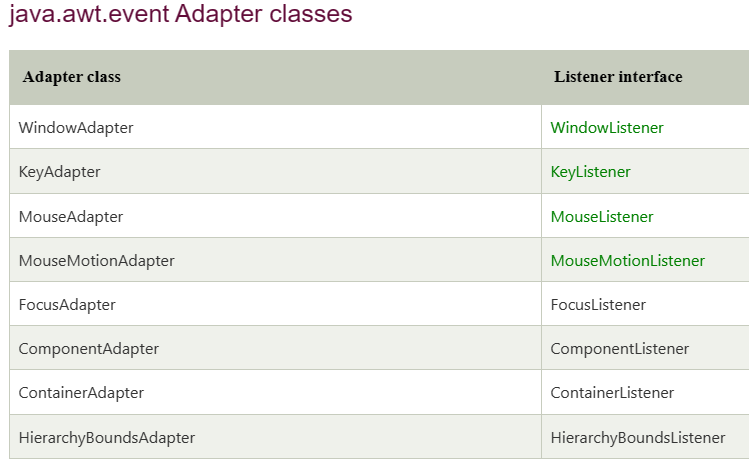 java.awt.event Adapter classes
Adapter class Listener interface
WindowAdapter WindowListener
KeyAdapter KeyListener
MouseAdapter MouseListener
MouseMotionAdapter MouseMotionListener
FocusAdapter FocusListener
ComponentAdapter ComponentListener
ContainerAdapter ContainerListener
HierarchyBoundsAdapter HierarchyBoundsListener